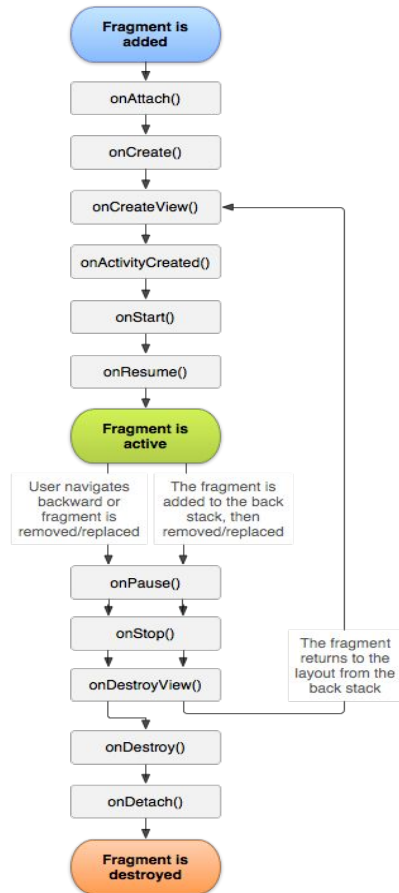 Fragment is
added
onAttach()
onCreate()
onCreateView()
onActivityCreated()
onStart()
onResume()
Fragment is
active
User navigates
backward or
fragment is
removed/replaced
The fragment is
added to the back
stack, then
removed/replaced
onPause()
onStop()
onDestroyView()
The fragment
returns to the
layout from the
back stack
onDestroy()
onDetach()
Fragment is
destroyed